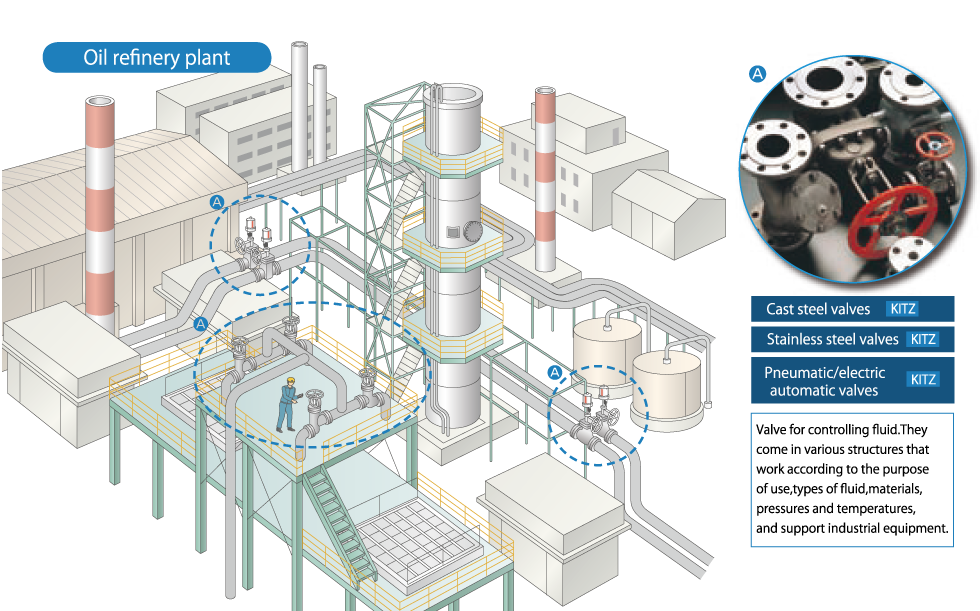 Oil refinery plant
A
A
A
A
Cast steel valves KITZ
Stainless steel valves KITZ
Pneumatic/electric
automatic valves KITZ
Valve for controlling fluid.They
come in various structures that
work according to the purpose
of use,types of fluid,materials,
pressures and temperatures,
and support industrial equipment.